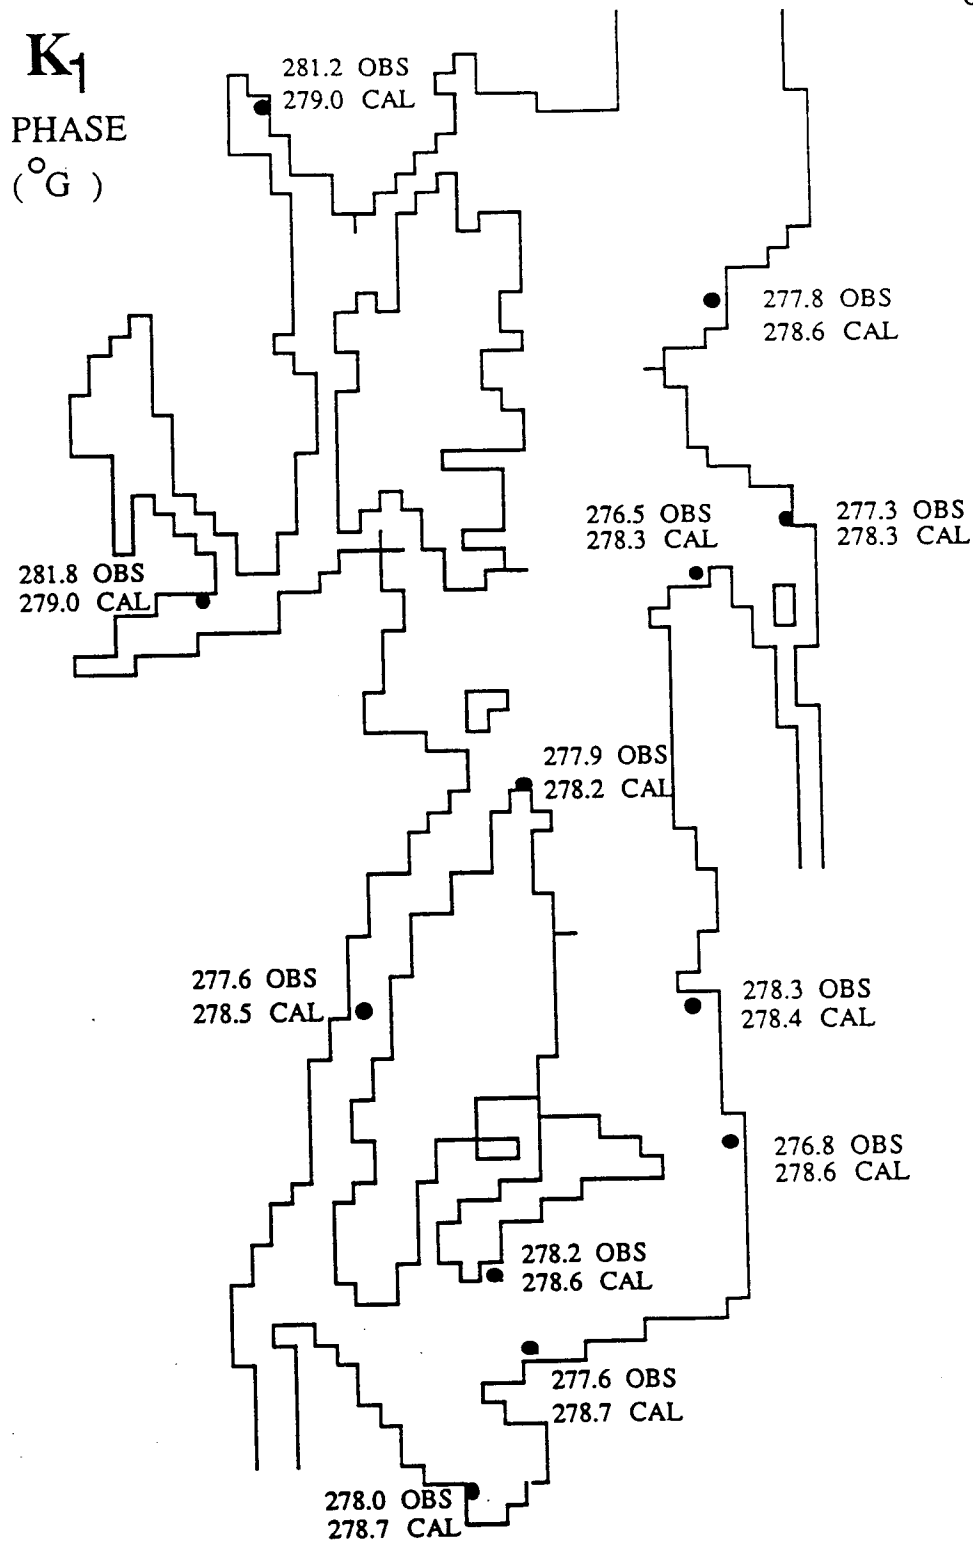 K1
PHASE
(°G )
281.2 OBS
279.0 CAL
277.8 OBS
278.6 CAL
276.5 OBS
278.3 CAL
277.3 OBS
278.3 CAL
281.8 OBS
279.0 CAL
277.9 OBS
278.2 CAL
277.6 OBS
278.5 CAL
278.3 OBS
278.4 CAL
276.8 OBS
278.6 CAL
278.2 OBS
278.6 CAL
277.6 OBS
278.7 CAL
278.0 OBS
278.7 CAL